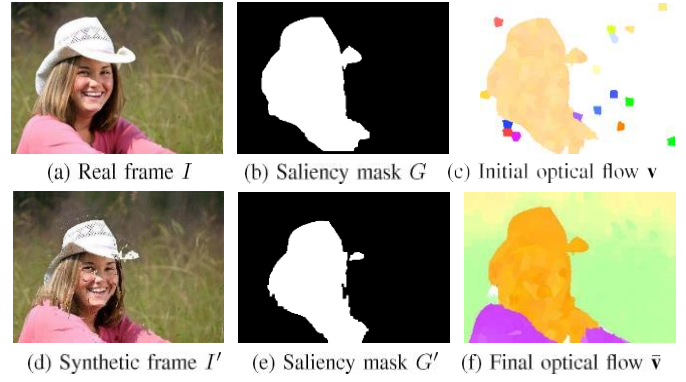 (a) Real frame I
(b) Saliency mask G
(c) Initial optical flow v
(d) Synthetic frame I′
(e) Saliency mask G′
(f) Final optical flow v̄